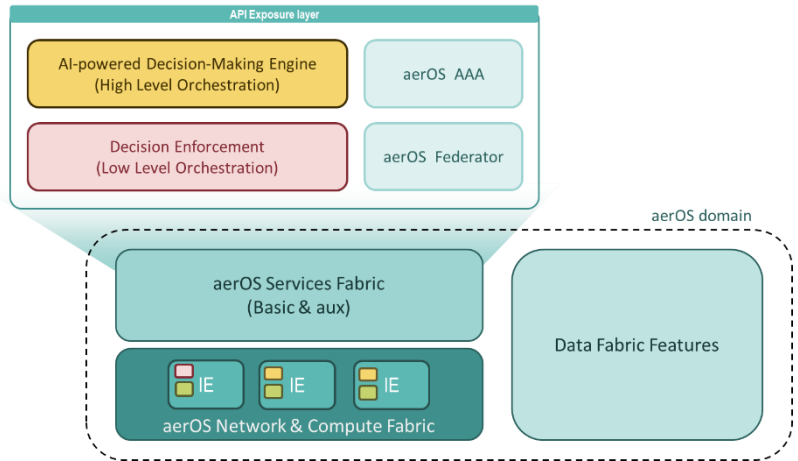 API Exposure layer
AI-powered Decision-Making Engine
(High Level Orchestration)
aerOS AAA
Decision Enforcement
(Low Level Orchestration)
aerOS Federator
aerOS domain
aerOS Services Fabric
(Basic & aux)
Data Fabric Features
IE
IE
IE
aerOS Network & Compute Fabric